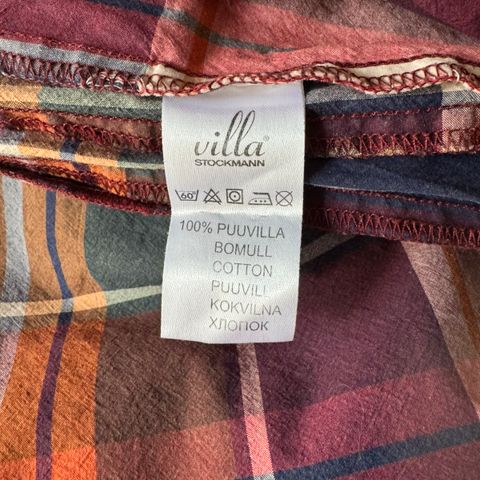 villa®
STOCKMANN
60°
100% PUUVILLA
BOMULL
COTTON
PUUVILL
KOKVILNA
ХЛОПОК